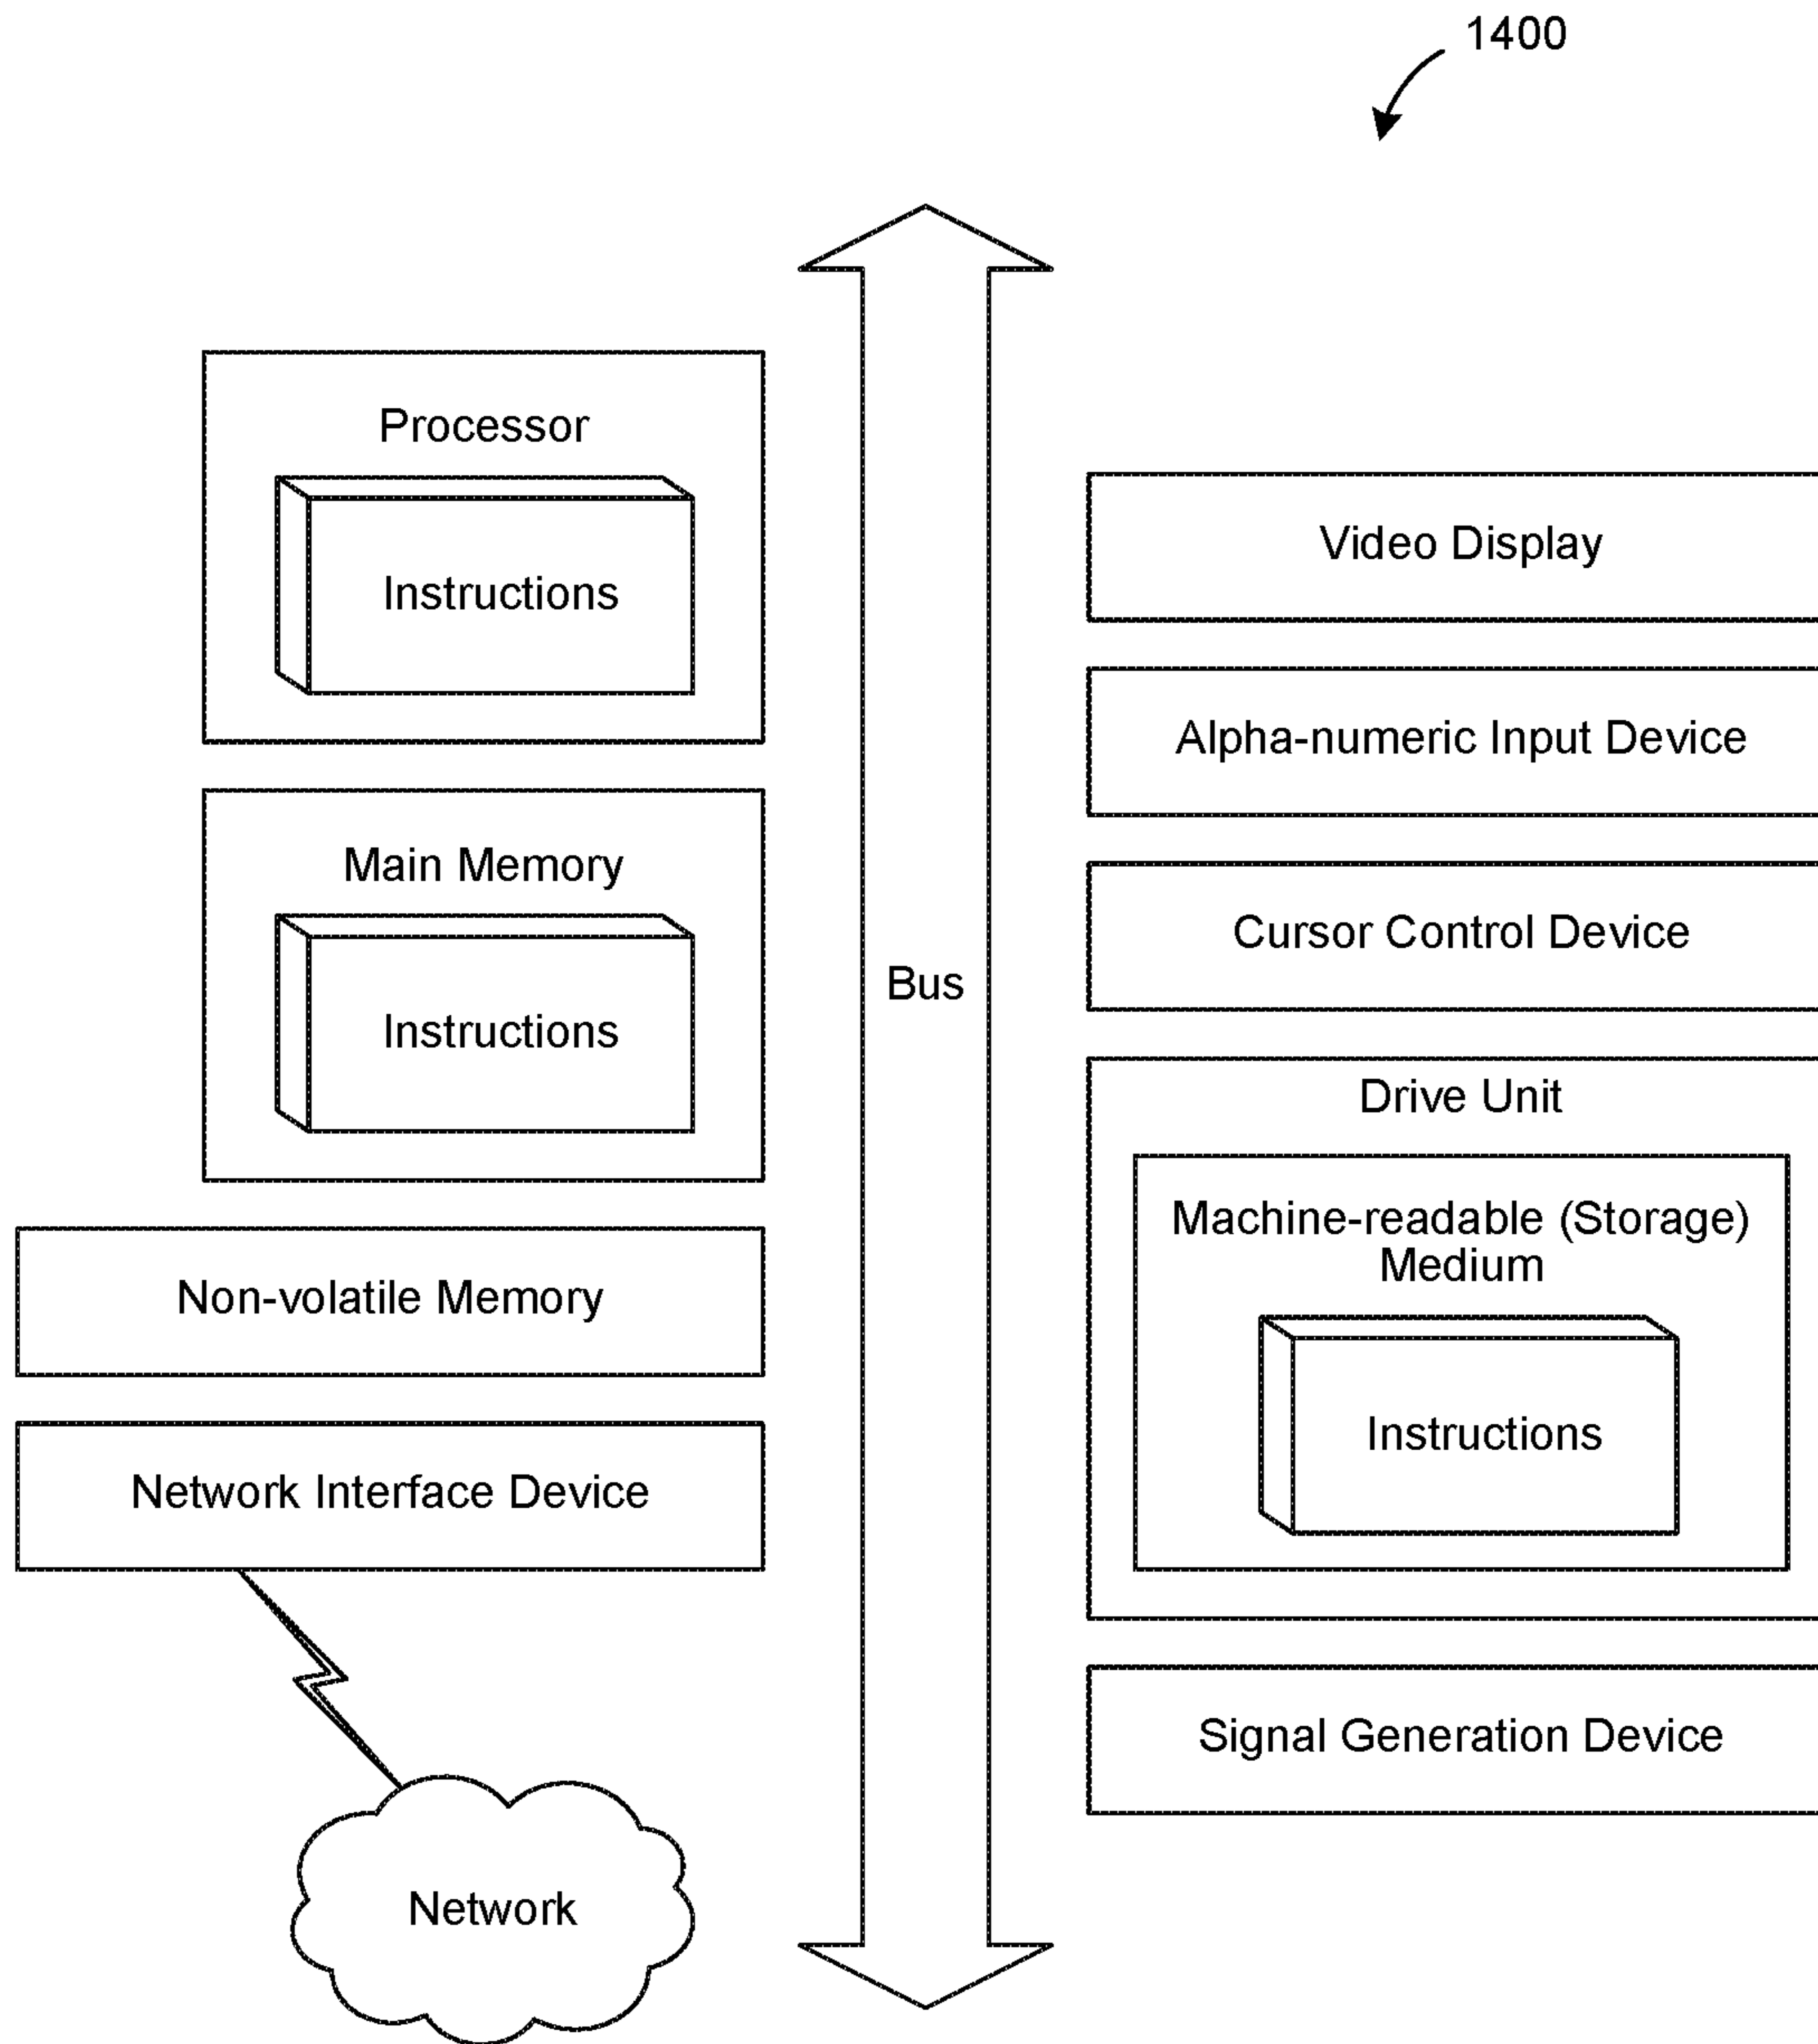 1400
Processor
Instructions
Main Memory
Instructions
Non-volatile Memory
Network Interface Device
Network
Bus
Video Display
Alpha-numeric Input Device
Cursor Control Device
Drive Unit
Machine-readable (Storage)
Medium
Instructions
Signal Generation Device